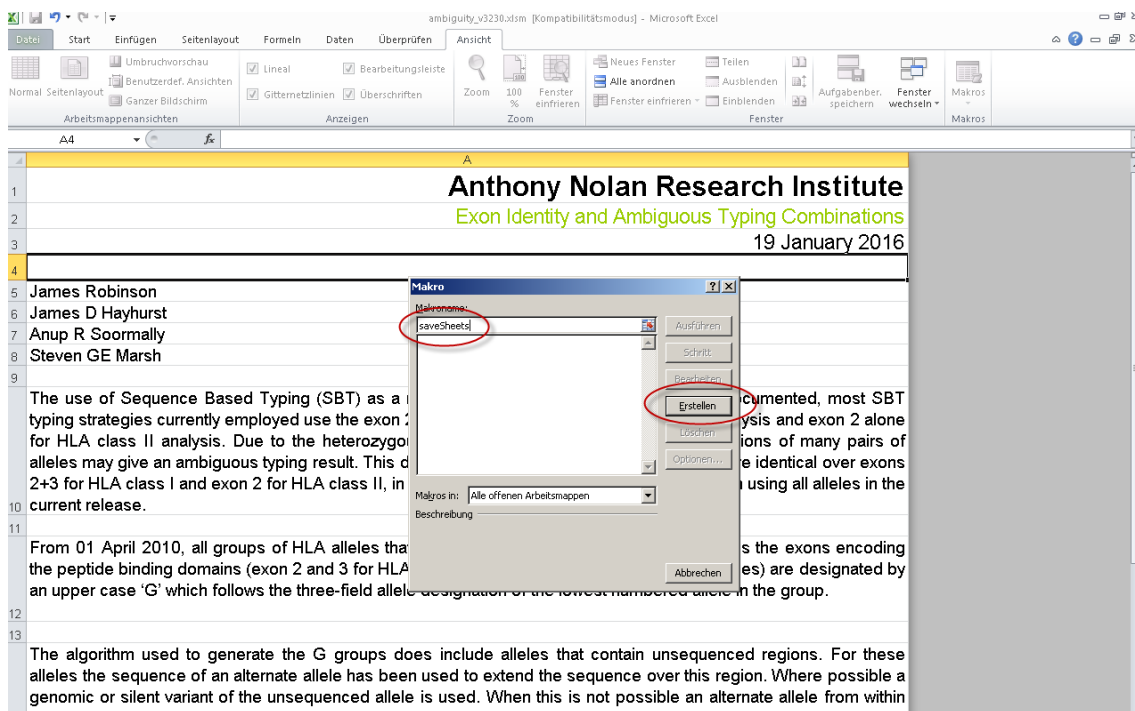 ambiguity_v3230.xlsm [Kompatibilitätsmodus] - Microsoft Excel
Datei Start Einfügen Seitenlayout Formeln Daten Überprüfen Ansicht
Normal Seitenlayout
Umbruchvorschau
Benutzerdef. Ansichten
Ganzer Bildschirm
Arbeitsmappenansichten
Lineal Bearbeitungsleiste
Gitternetzlinien Überschriften
Anzeigen
Zoom 100 % Fenster einfrieren
Zoom
Neues Fenster Teilen
Alle anordnen Ausblenden
Fenster einfrieren Einblenden
Aufgabenber. speichern
Fenster wechseln
Fenster
Makros
Makros
A4 fx
A
1 Anthony Nolan Research Institute
2 Exon Identity and Ambiguous Typing Combinations
3 19 January 2016
4
5 James Robinson
6 James D Hayhurst
7 Anup R Soormally
8 Steven GE Marsh
9
The use of Sequence Based Typing (SBT) as a cumented, most SBT
typing strategies currently employed use the exon ysis and exon 2 alone
for HLA class II analysis. Due to the heterozygo ions of many pairs of
alleles may give an ambiguous typing result. This d e identical over exons
2+3 for HLA class I and exon 2 for HLA class II, in using all alleles in the
10 current release.
11
From 01 April 2010, all groups of HLA alleles tha s the exons encoding
the peptide binding domains (exon 2 and 3 for HLA es) are designated by
an upper case 'G' which follows the three-field allele designation of the lowest numbered allele in the group.
12
13
The algorithm used to generate the G groups does include alleles that contain unsequenced regions. For these
alleles the sequence of an alternate allele has been used to extend the sequence over this region. Where possible a
genomic or silent variant of the unsequenced allele is used. When this is not possible an alternate allele from within
Makro
Makroname:
saveSheets
Ausführen
Schritt
Bearbeiten
Erstellen
Löschen
Optionen...
Makros in: Alle offenen Arbeitsmappen
Beschreibung
Abbrechen